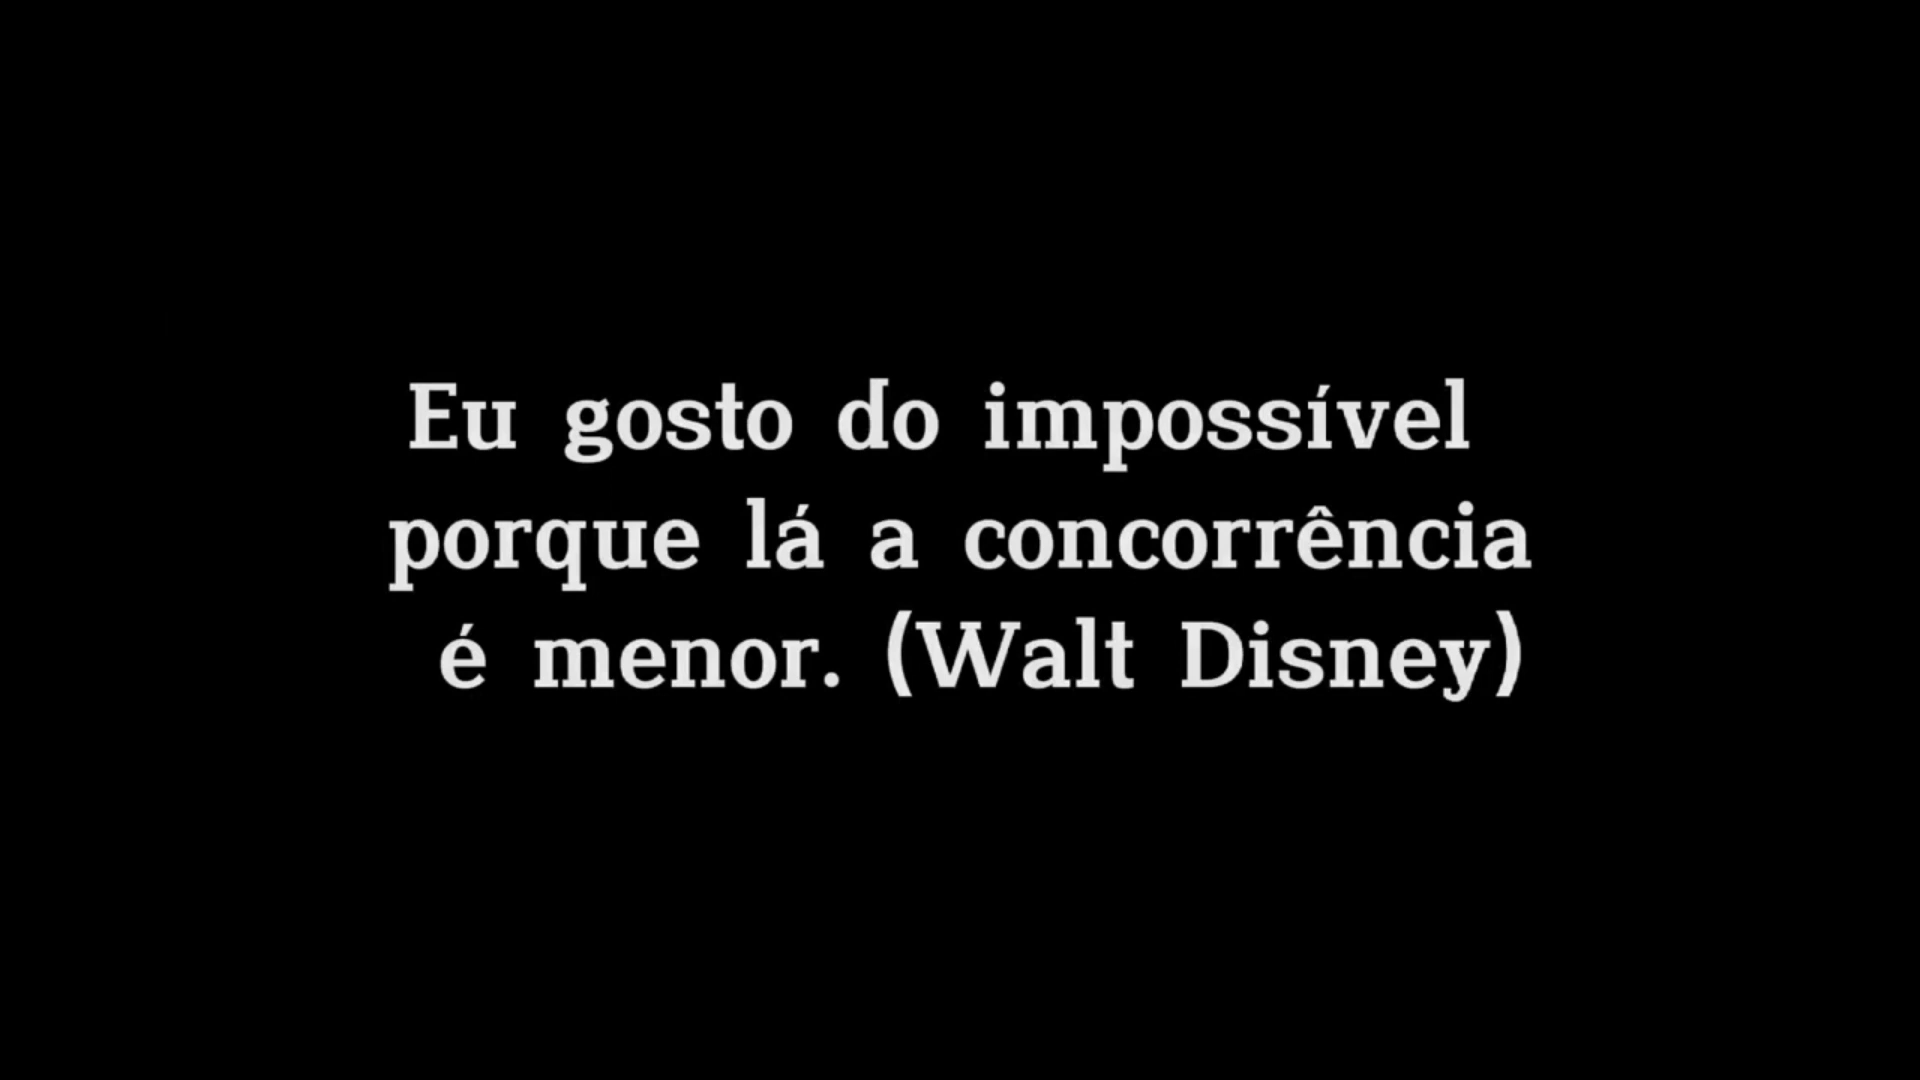 Eu gosto do impossível
porque lá a concorrência
é menor. (Walt Disney)